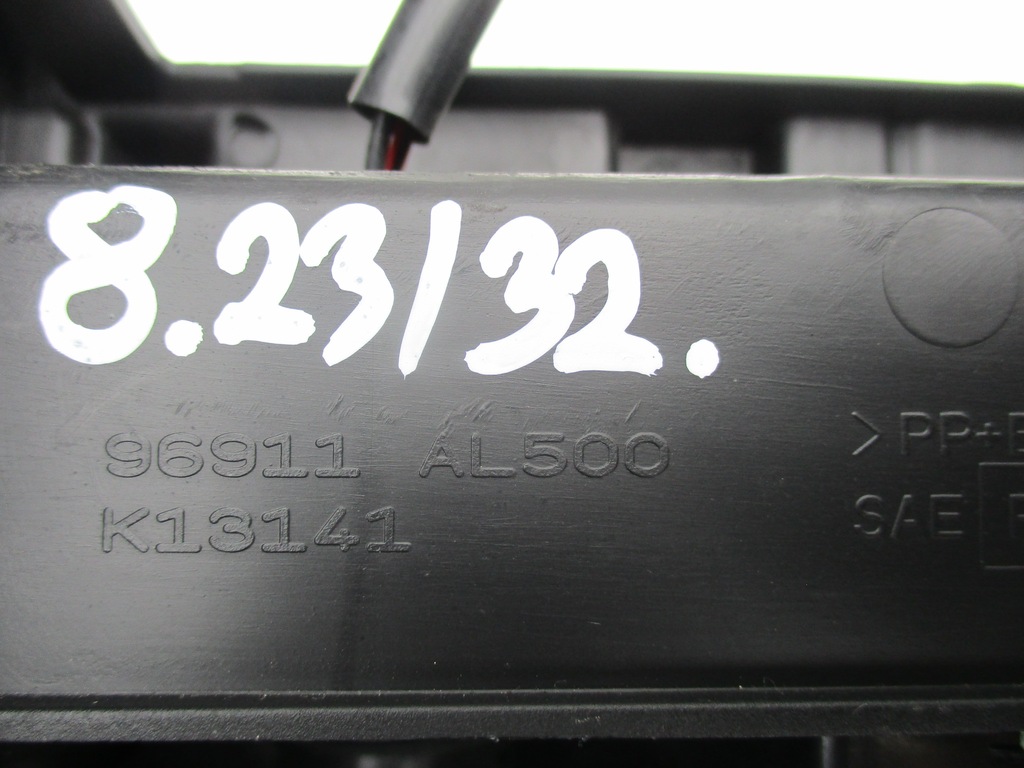 8.23/32.
96911 AL500
>PP+
K13141
SAE